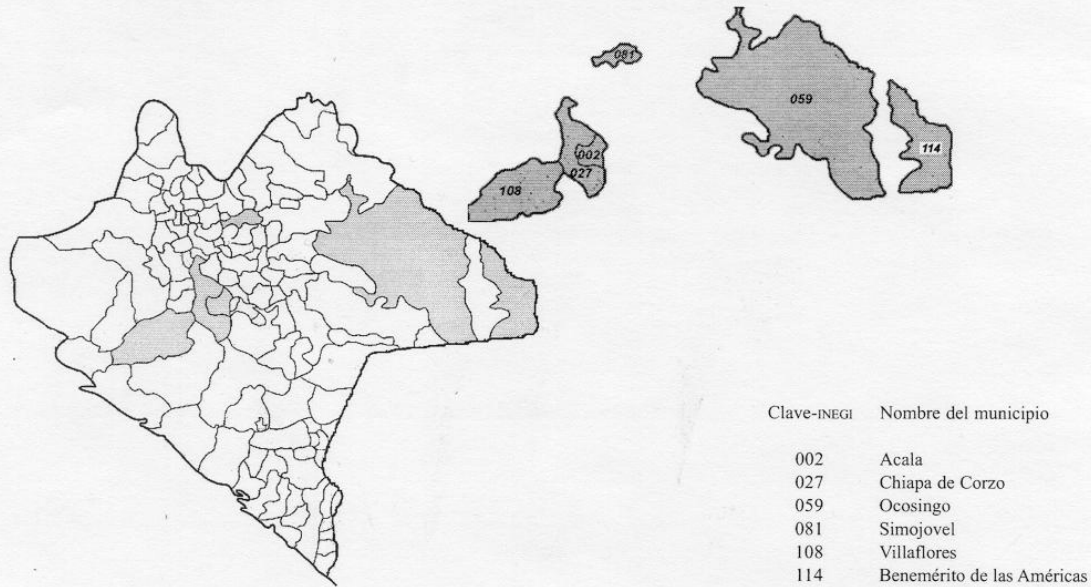 081
059
002
114
027
108
Clave-INEGI Nombre del municipio
002 Acala
027 Chiapa de Corzo
059 Ocosingo
081 Simojovel
108 Villaflores
114 Benemérito de las Américas